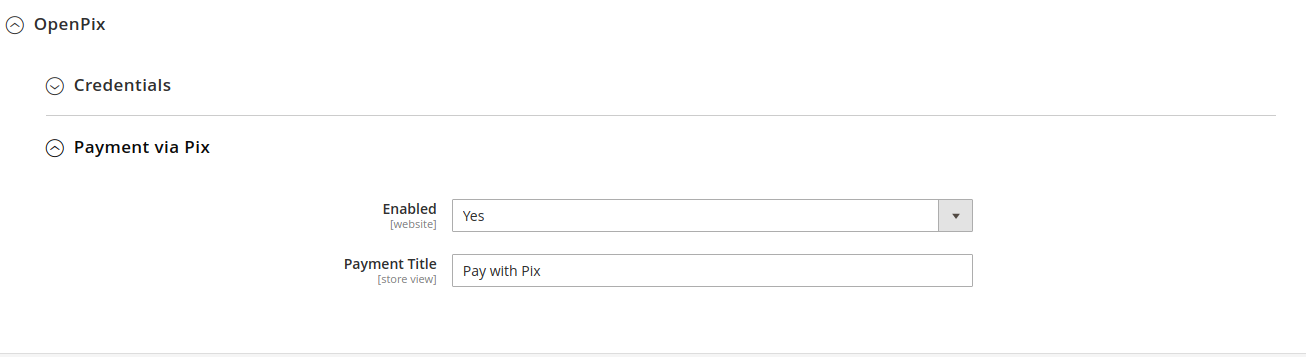 OpenPix
Credentials
Payment via Pix
Enabled
[website]
Yes
Payment Title
[store view]
Pay with Pix